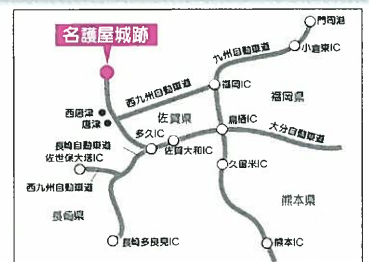 名護屋城跡
門司港
小倉東IC
九州自動車道
西九州自動車道
福岡IC
福岡県
西唐津
唐津
佐賀県
鳥栖IC
大分自動車道
長崎自動車道
多久IC
佐賀大和IC
佐世保大塔IC
久留米IC
西九州自動車道
長崎県
熊本県
長崎多良見IC
熊本IC